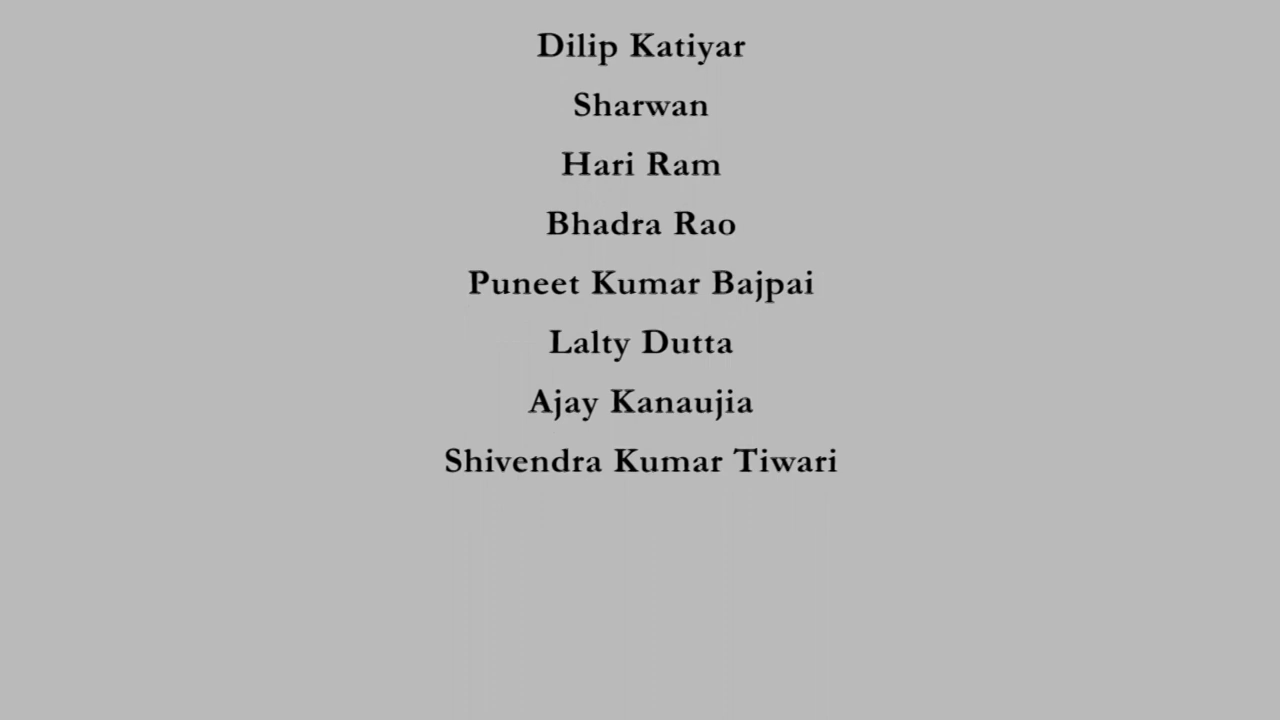 Dilip Katiyar
Sharwan
Hari Ram
Bhadra Rao
Puneet Kumar Bajpai
Lalty Dutta
Ajay Kanaujia
Shivendra Kumar Tiwari